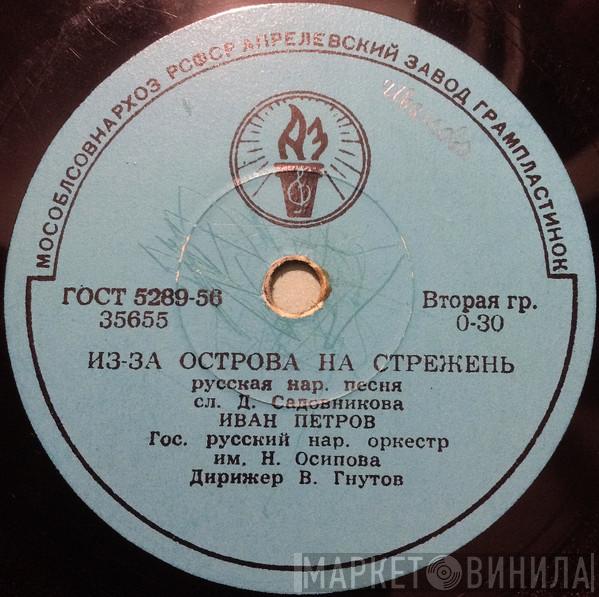 МОСОБЛСОВНАРХОЗ РСФСР АПРЕЛЕВСКИЙ ЗАВОД ГРАМПЛАСТИНОК
АЗ
ГОСТ 5289-56
35655
Вторая гр.
0-30
ИЗ-ЗА ОСТРОВА НА СТРЕЖЕНЬ
русская нар. песня
сл. Д. Садовникова
ИВАН ПЕТРОВ
Гос. русский нар. оркестр
им. Н. Осипова
Дирижер В. Гнутов
МАРКЕТ ВИНИЛА